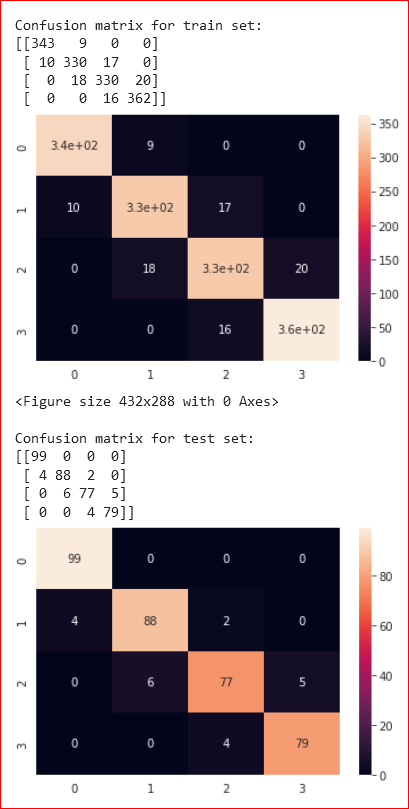 Confusion matrix for train set:
[[343   9   0   0]
 [ 10 330  17   0]
 [  0  18 330  20]
 [  0   0  16 362]]
0 3.4e+02 9 0 0
1 10 3.3e+02 17 0
2 0 18 3.3e+02 20
3 0 0 16 3.6e+02
0 1 2 3
350
300
250
200
150
100
50
0
<Figure size 432x288 with 0 Axes>
Confusion matrix for test set:
[[99  0  0  0]
 [ 4 88  2  0]
 [ 0  6 77  5]
 [ 0  0  4 79]]
0 99 0 0 0
1 4 88 2 0
2 0 6 77 5
3 0 0 4 79
0 1 2 3
80
60
40
20
0